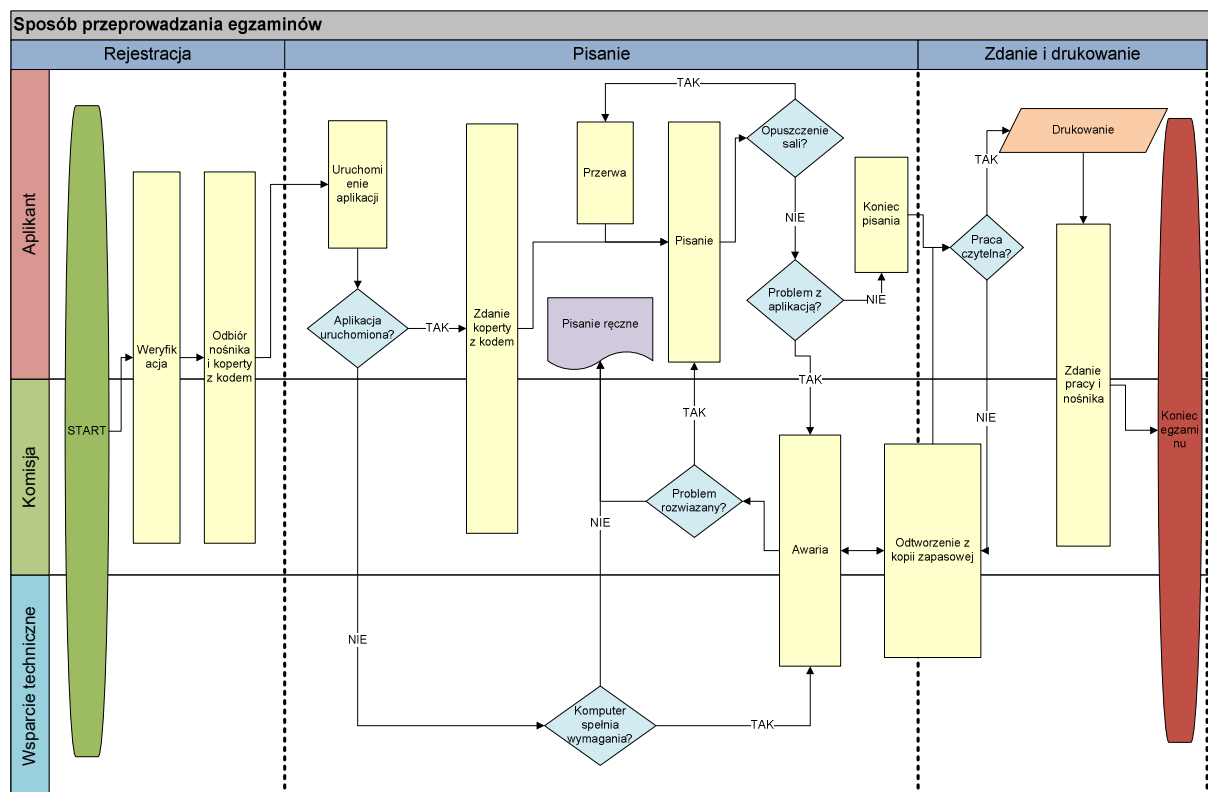 Sposób przeprowadzania egzaminów
Rejestracja
Pisanie
Zdanie i drukowanie
Aplikant
Komisja
Wsparcie techniczne
START
Weryfik
acja
Odbiór
nośnika
i koperty
z kodem
Uruchom
ienie
aplikacji
Aplikacja
uruchomiona?
TAK
NIE
Zdanie
koperty
z kodem
Przerwa
TAK
Pisanie
Opuszczenie
sali?
NIE
Problem z
aplikacją?
NIE
TAK
Koniec
pisania
Pisanie ręczne
TAK
Problem
rozwiazany?
NIE
Awaria
Komputer
spełnia
wymagania?
TAK
Odtworzenie z
kopii zapasowej
Praca
czytelna?
TAK
NIE
Drukowanie
Zdanie
pracy i
nośnika
Koniec
egzami
nu